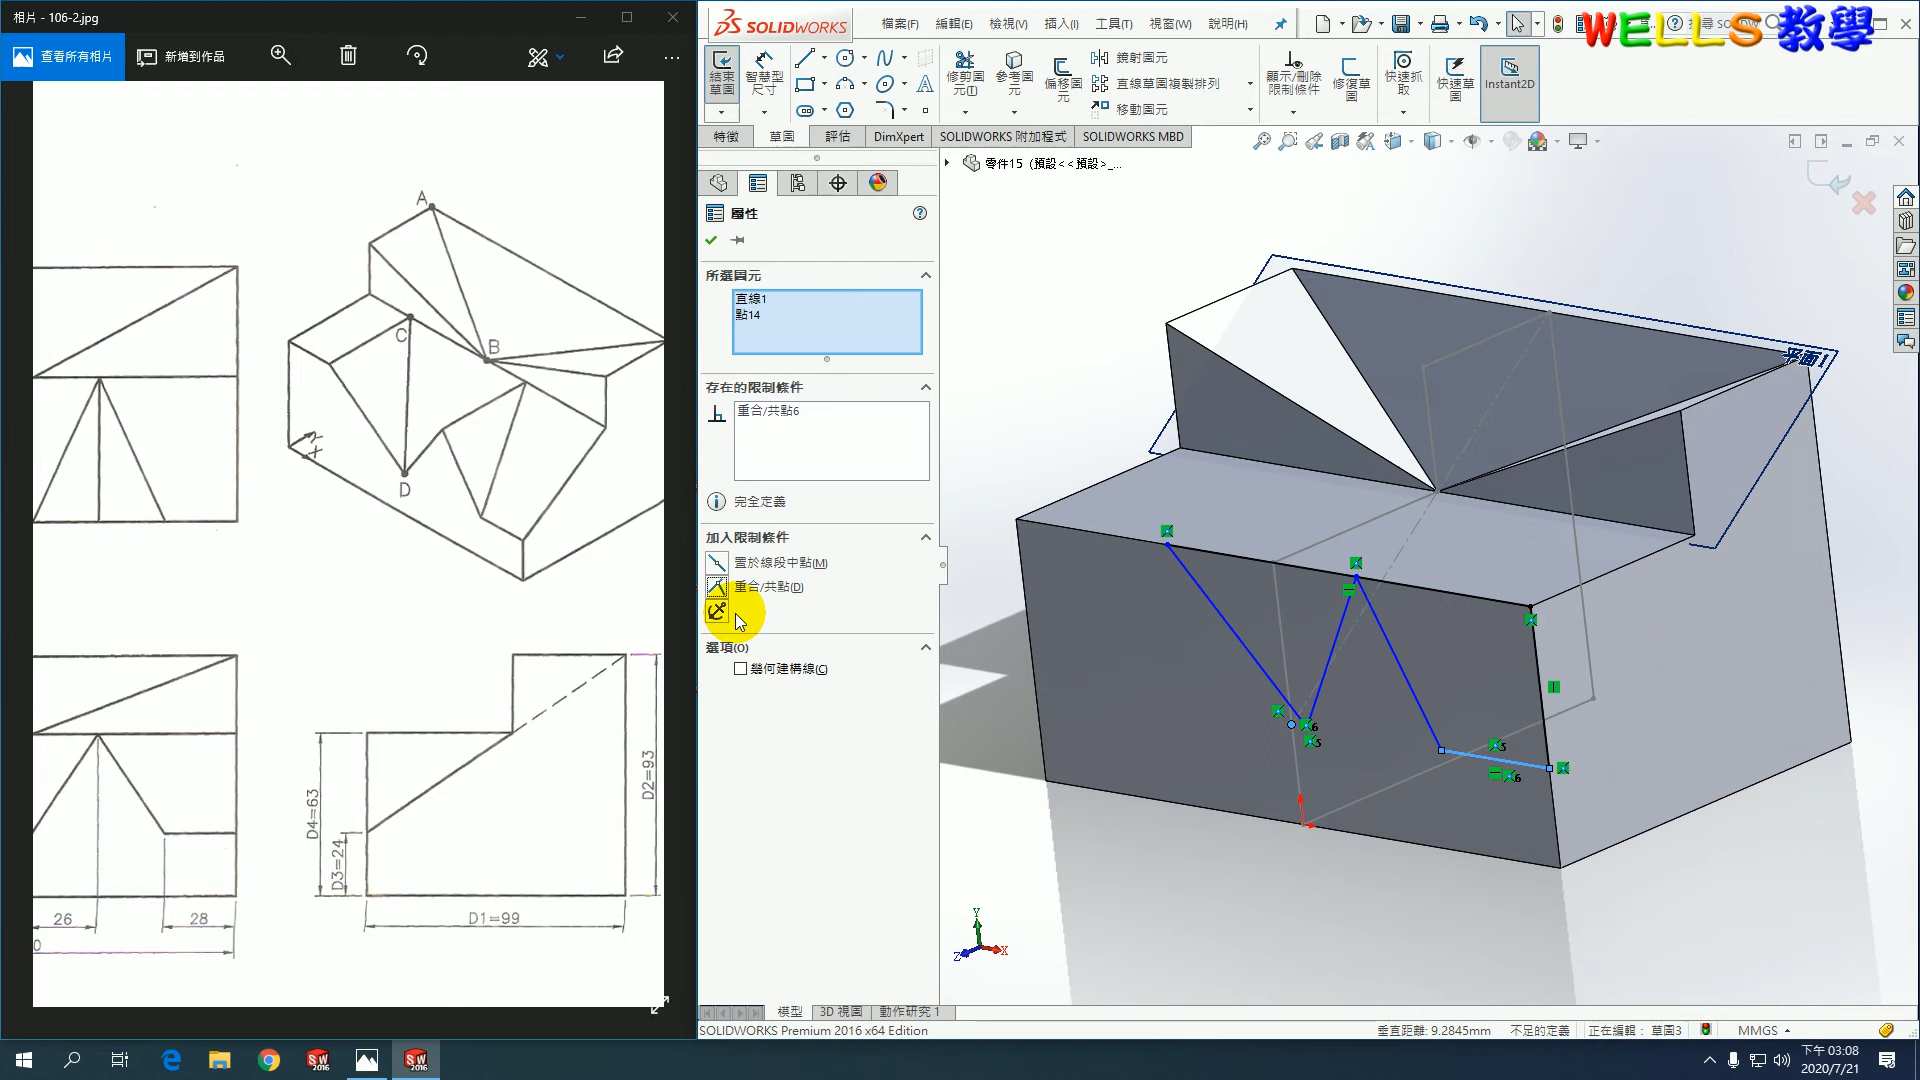 相片 - 106-2.jpg
查看所有相片
新增到作品
A
B
C
D
D4=63
D3=24
D2=93
26
28
0
D1=99
SOLIDWORKS
檔案(F)
編輯(E)
檢視(V)
插入(I)
工具(T)
視窗(W)
說明(H)
WELLS教學
結束草圖
智慧型尺寸
修剪圖元(T)
參考圖元
偏移圖元
鏡射圖元
直線草圖複製排列
移動圖元
顯示/刪除限制條件
修復草圖
快速抓取
快速草圖
Instant2D
特徵
草圖
評估
DimXpert
SOLIDWORKS 附加程式
SOLIDWORKS MBD
零件15 (預設<<預設>_...
屬性
所選圖元
直線1
點14
存在的限制條件
重合/共點6
完全定義
加入限制條件
置於線段中點(M)
重合/共點(D)
選項(O)
幾何建構線(C)
平面1
6
5
5
6
Y
X
Z
模型
3D 視圖
動作研究 1
SOLIDWORKS Premium 2016 x64 Edition
垂直距離: 9.2845mm
不足的定義
正在編輯： 草圖3
MMGS
下午 03:08
2020/7/21